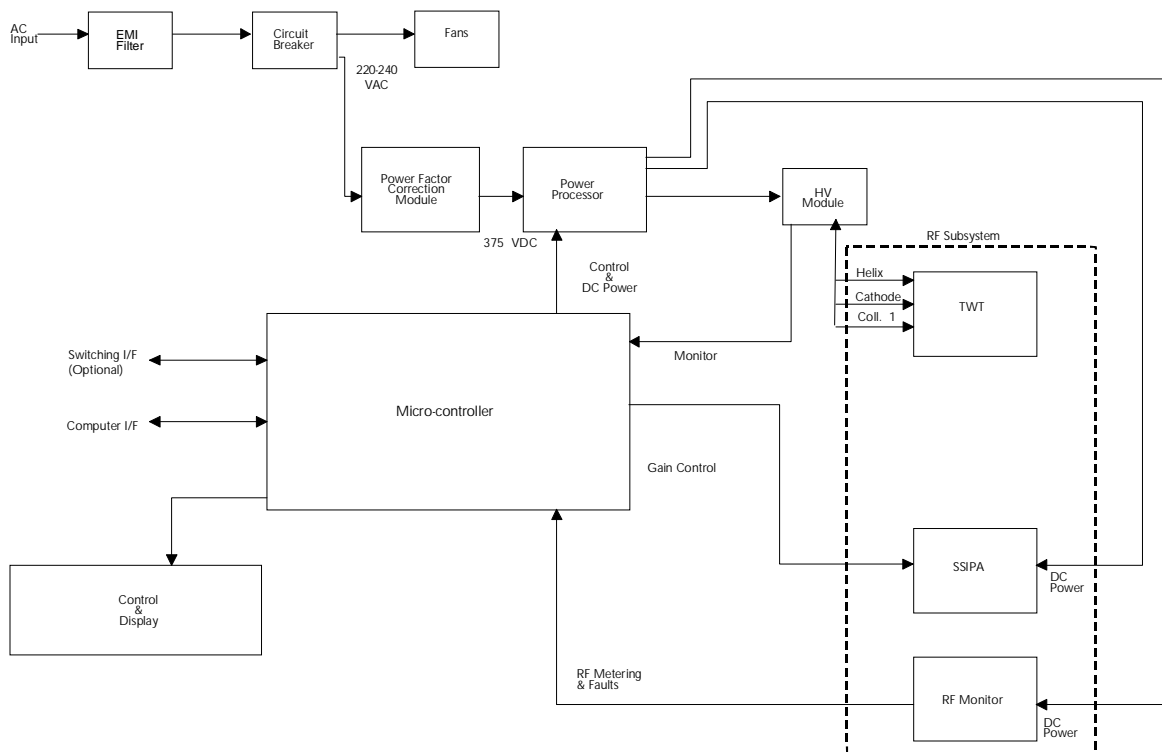 AC
Input
EMI
Filter
Circuit
Breaker
Fans
220-240
VAC
Power Factor
Correction
Module
Power
Processor
HV
Module
375 VDC
RF Subsystem
Control
&
DC Power
Helix
Cathode
Coll. 1
TWT
Switching I/F
(Optional)
Monitor
Micro-controller
Computer I/F
Gain Control
SSIPA
DC
Power
Control
&
Display
RF Metering
& Faults
RF Monitor
DC
Power